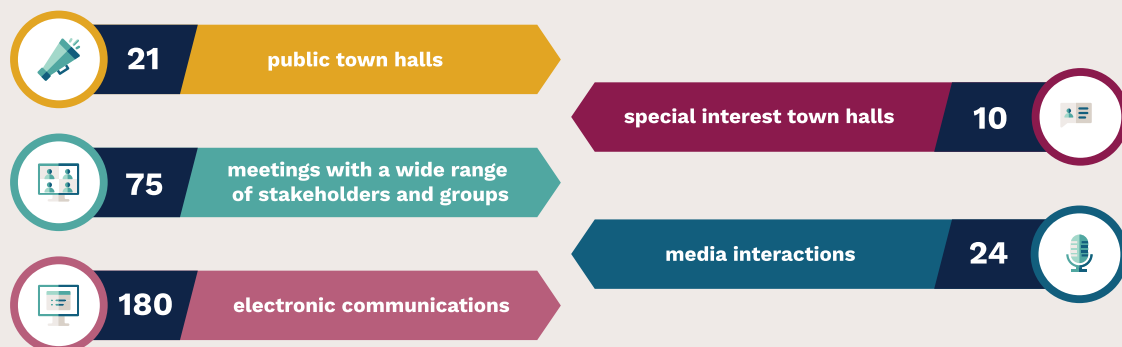 21
public town halls
75
meetings with a wide range
of stakeholders and groups
180
electronic communications
special interest town halls
10
media interactions
24